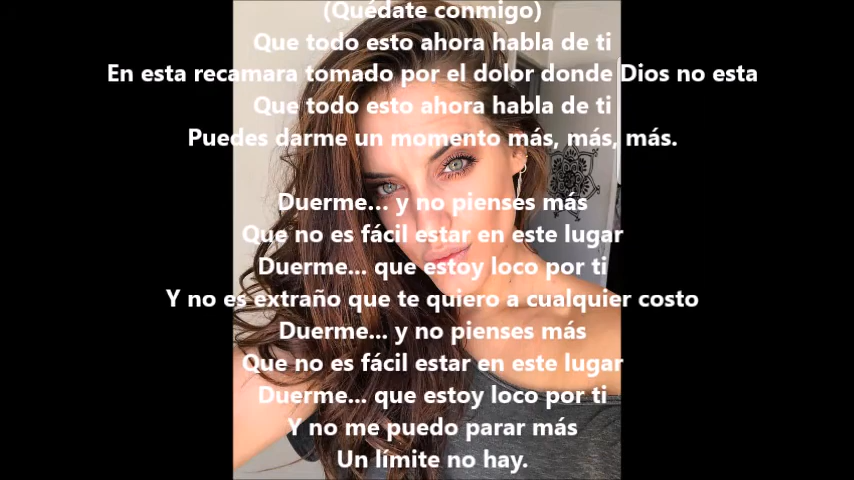 (Quédate conmigo)
Que todo esto ahora habla de ti
En esta recamara tomado por el dolor donde Dios no esta
Que todo esto ahora habla de ti
Puedes darme un momento más, más, más.
Duerme... y no pienses más
Que no es fácil estar en este lugar
Duerme... que estoy loco por ti
Y no es extraño que te quiero a cualquier costo
Duerme... y no pienses más
Que no es fácil estar en este lugar
Duerme... que estoy loco por ti
Y no me puedo parar más
Un límite no hay.